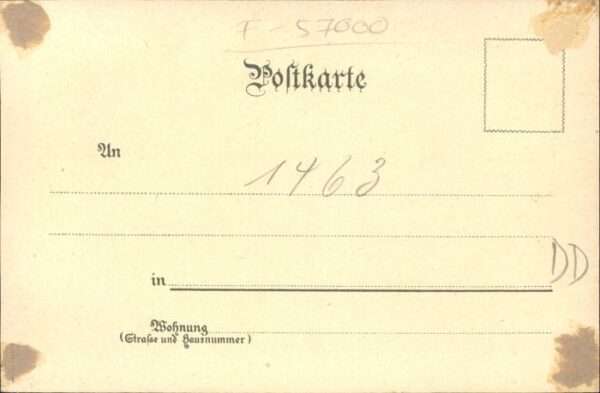 F - 57000
Postkarte
An
1463
DD
in
Wohnung
(Straße und Hausnummer)